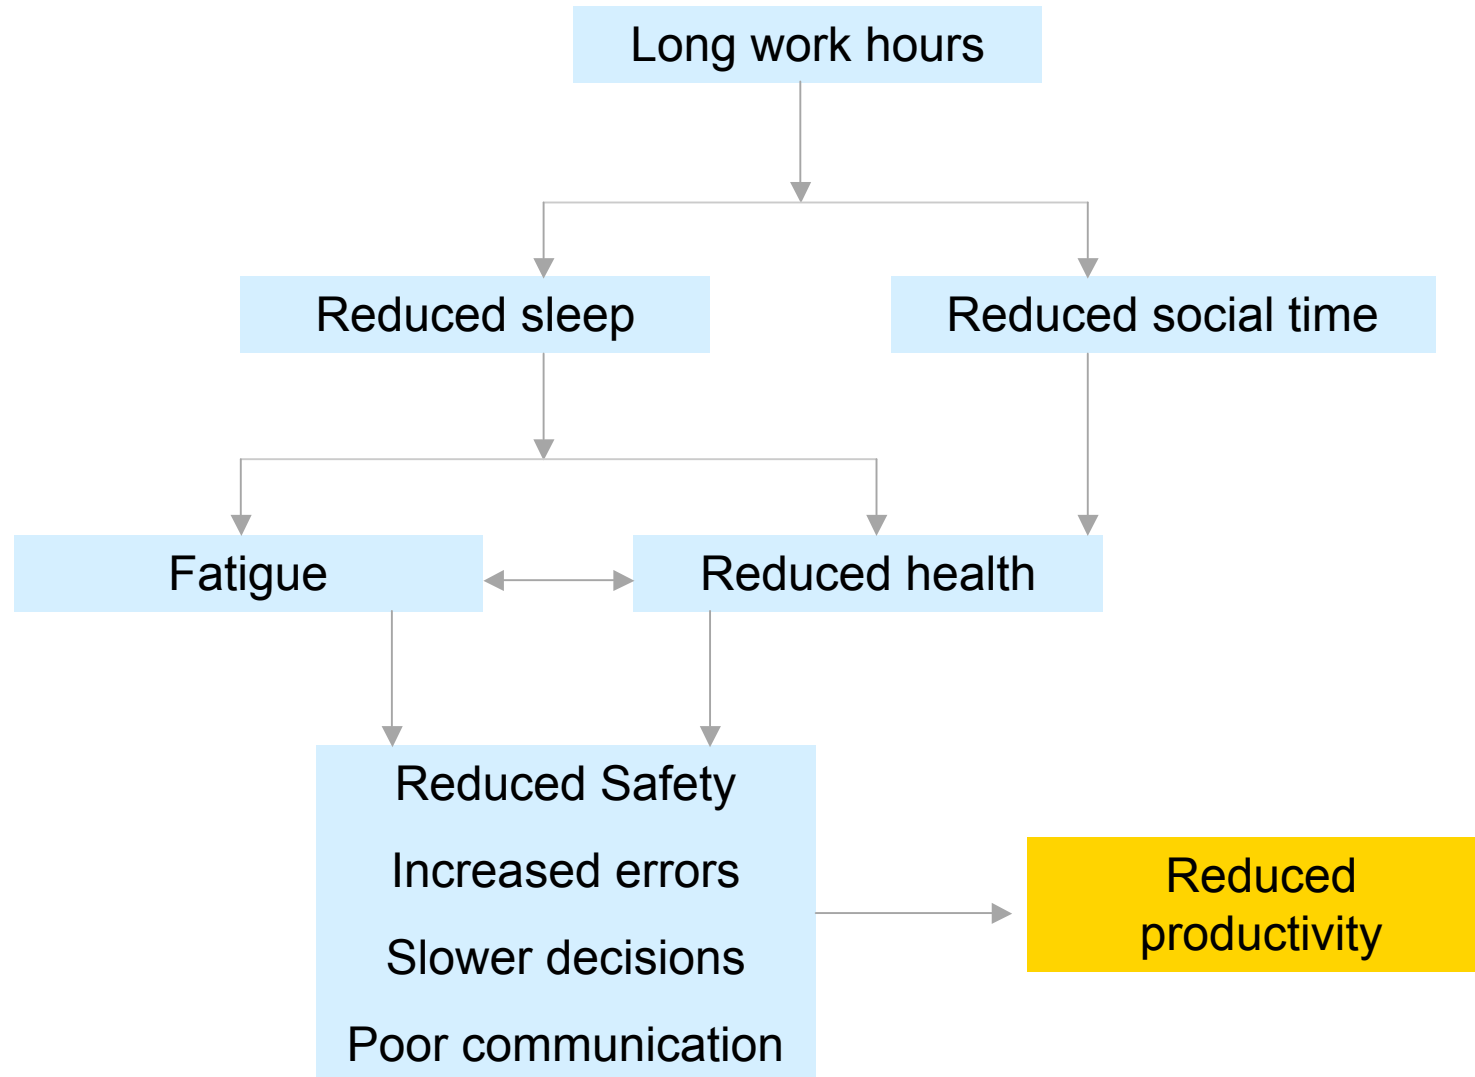 Long work hours
Reduced sleep
Reduced social time
Fatigue
Reduced health
Reduced Safety
Increased errors
Slower decisions
Poor communication
Reduced
productivity